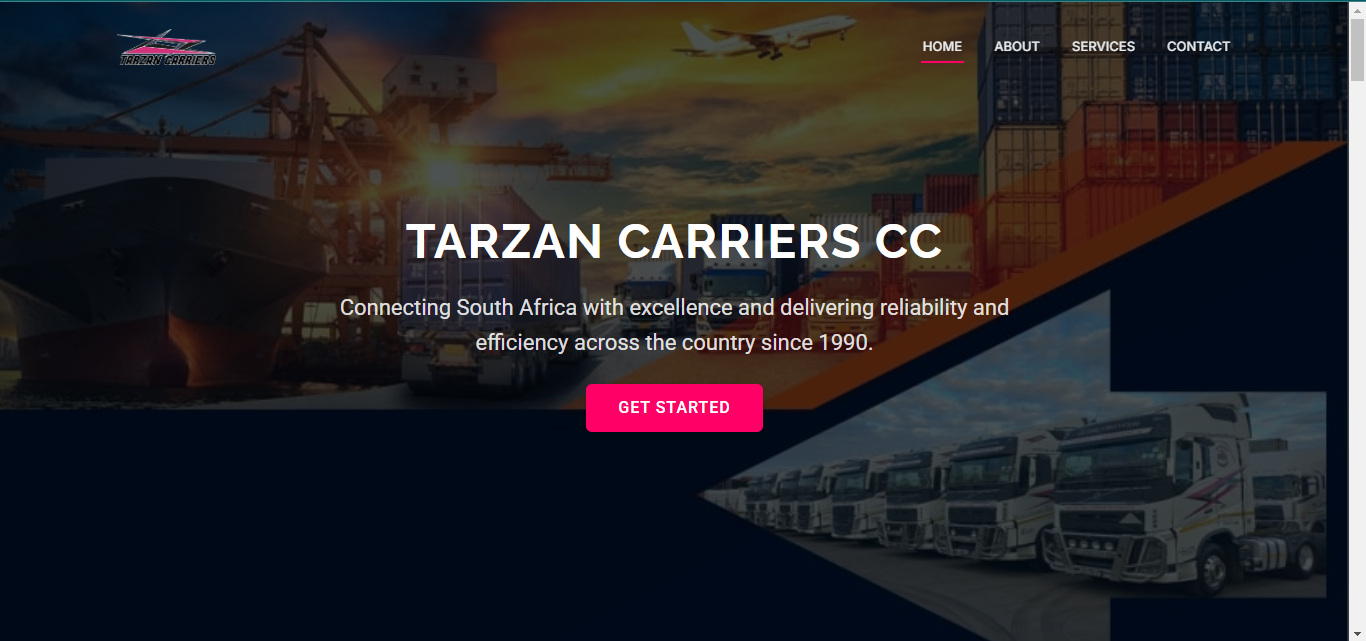 TARZAN CARRIERS
HOME ABOUT SERVICES CONTACT
TARZAN CARRIERS CC
Connecting South Africa with excellence and delivering reliability and
efficiency across the country since 1990.
GET STARTED